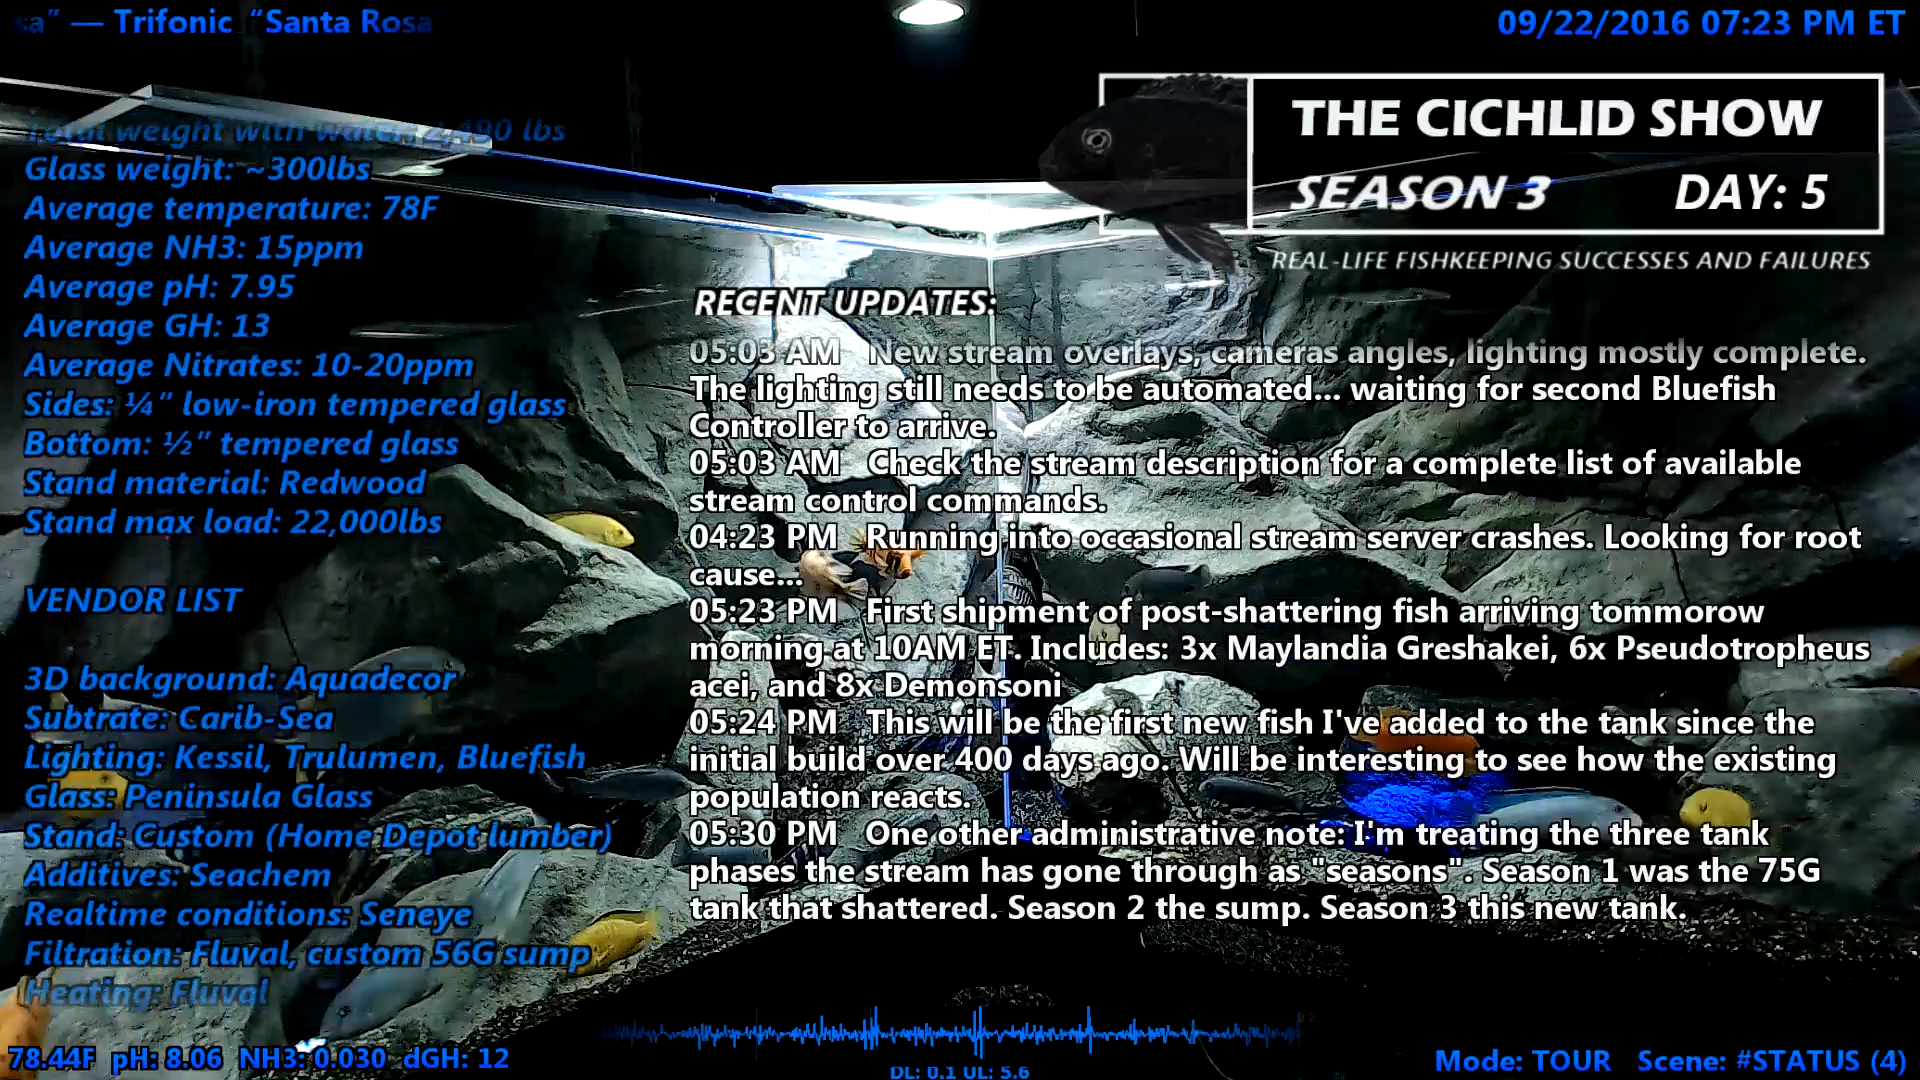 sa” — Trifonic “Santa Rosa
09/22/2016 07:23 PM ET
THE CICHLID SHOW
SEASON 3 DAY: 5
REAL-LIFE FISHKEEPING SUCCESSES AND FAILURES
Total weight with water: 2,490 lbs
Glass weight: ~300lbs
Average temperature: 78F
Average NH3: 15ppm
Average pH: 7.95
Average GH: 13
Average Nitrates: 10-20ppm
Sides: ¼” low-iron tempered glass
Bottom: ½” tempered glass
Stand material: Redwood
Stand max load: 22,000lbs
VENDOR LIST
3D background: Aquadecor
Subtrate: Carib-Sea
Lighting: Kessil, Trulumen, Bluefish
Glass: Peninsula Glass
Stand: Custom (Home Depot lumber)
Additives: Seachem
Realtime conditions: Seneye
Filtration: Fluval, custom 56G sump
Heating: Fluval
RECENT UPDATES:
05:03 AM New stream overlays, cameras angles, lighting mostly complete.
The lighting still needs to be automated... waiting for second Bluefish
Controller to arrive.
05:03 AM Check the stream description for a complete list of available
stream control commands.
04:23 PM Running into occasional stream server crashes. Looking for root
cause...
05:23 PM First shipment of post-shattering fish arriving tommorow
morning at 10AM ET. Includes: 3x Maylandia Greshakei, 6x Pseudotropheus
acei, and 8x Demonsoni
05:24 PM This will be the first new fish I've added to the tank since the
initial build over 400 days ago. Will be interesting to see how the existing
population reacts.
05:30 PM One other administrative note: I'm treating the three tank
phases the stream has gone through as "seasons". Season 1 was the 75G
tank that shattered. Season 2 the sump. Season 3 this new tank.
78.44F pH: 8.06 NH3: 0.030 dGH: 12
DL: 0.1 UL: 5.6
Mode: TOUR Scene: #STATUS (4)